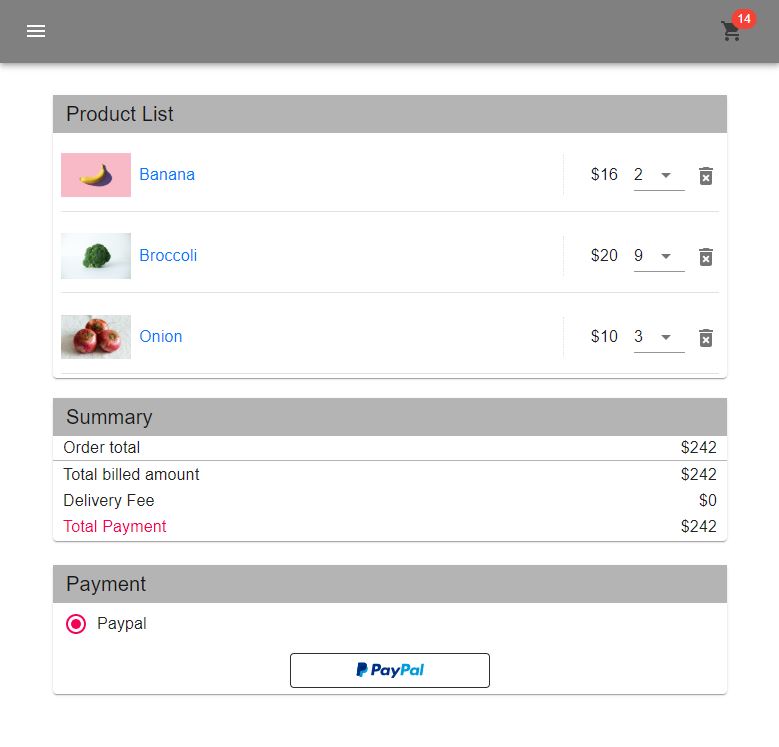 14
Product List
Banana $16 2
Broccoli $20 9
Onion $10 3
Summary
Order total $242
Total billed amount $242
Delivery Fee $0
Total Payment $242
Payment
Paypal
PayPal